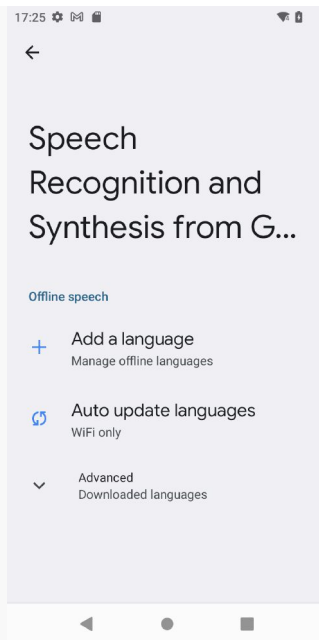 17:25
Speech
Recognition and
Synthesis from G...
Offline speech
Add a language
Manage offline languages
Auto update languages
WiFi only
Advanced
Downloaded languages